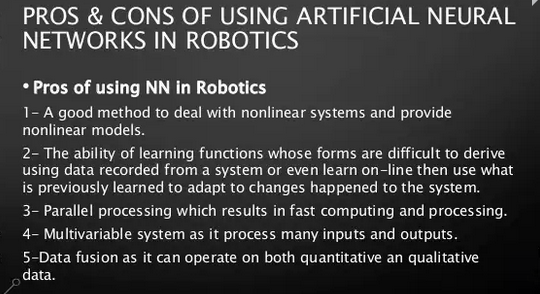 PROS & CONS OF USING ARTIFICIAL NEURAL
NETWORKS IN ROBOTICS
• Pros of using NN in Robotics
1- A good method to deal with nonlinear systems and provide
nonlinear models.
2- The ability of learning functions whose forms are difficult to derive
using data recorded from a system or even learn on-line then use what
is previously learned to adapt to changes happened to the system.
3- Parallel processing which results in fast computing and processing.
4- Multivariable system as it process many inputs and outputs.
5-Data fusion as it can operate on both quantitative an qualitative
data.